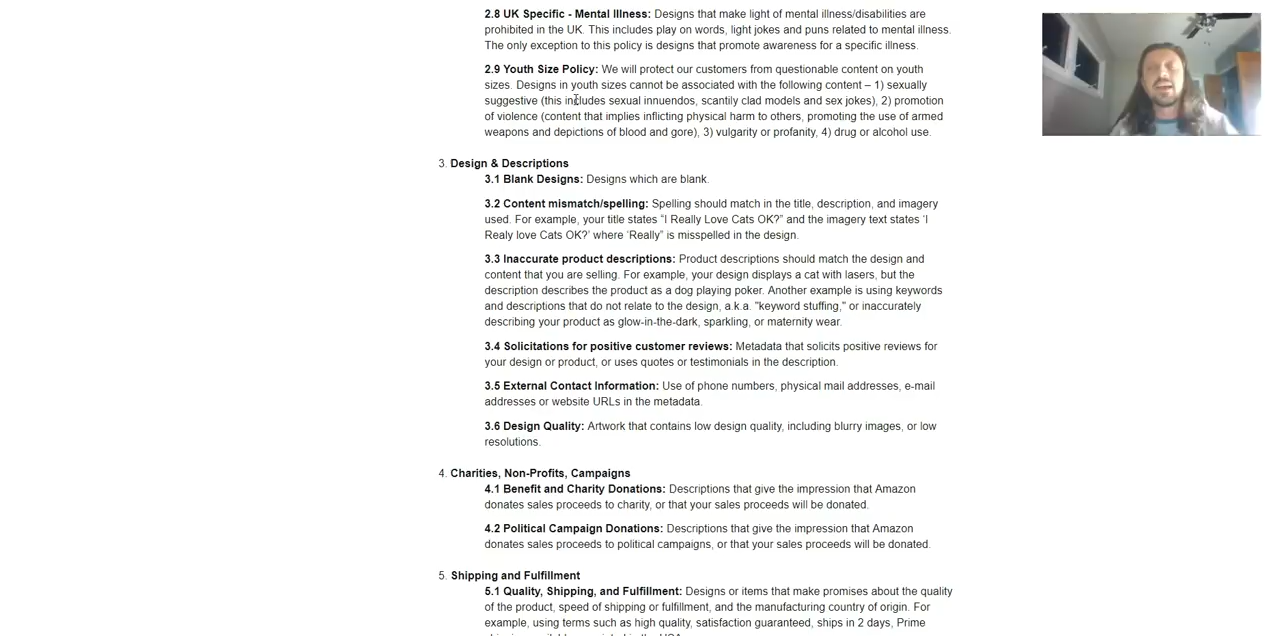 2.8 UK Specific - Mental Illness: Designs that make light of mental illness/disabilities are
prohibited in the UK. This includes play on words, light jokes and puns related to mental illness.
The only exception to this policy is designs that promote awareness for a specific illness.
2.9 Youth Size Policy: We will protect our customers from questionable content on youth
sizes. Designs in youth sizes cannot be associated with the following content – 1) sexually
suggestive (this includes sexual innuendos, scantily clad models and sex jokes), 2) promotion
of violence (content that implies inflicting physical harm to others, promoting the use of armed
weapons and depictions of blood and gore), 3) vulgarity or profanity, 4) drug or alcohol use.
3. Design & Descriptions
3.1 Blank Designs: Designs which are blank.
3.2 Content mismatch/spelling: Spelling should match in the title, description, and imagery
used. For example, your title states “I Really Love Cats OK?” and the imagery text states ‘I
Realy love Cats OK?’ where ‘Really” is misspelled in the design.
3.3 Inaccurate product descriptions: Product descriptions should match the design and
content that you are selling. For example, your design displays a cat with lasers, but the
description describes the product as a dog playing poker. Another example is using keywords
and descriptions that do not relate to the design, a.k.a. "keyword stuffing," or inaccurately
describing your product as glow-in-the-dark, sparkling, or maternity wear.
3.4 Solicitations for positive customer reviews: Metadata that solicits positive reviews for
your design or product, or uses quotes or testimonials in the description.
3.5 External Contact Information: Use of phone numbers, physical mail addresses, e-mail
addresses or website URLs in the metadata.
3.6 Design Quality: Artwork that contains low design quality, including blurry images, or low
resolutions.
4. Charities, Non-Profits, Campaigns
4.1 Benefit and Charity Donations: Descriptions that give the impression that Amazon
donates sales proceeds to charity, or that your sales proceeds will be donated.
4.2 Political Campaign Donations: Descriptions that give the impression that Amazon
donates sales proceeds to political campaigns, or that your sales proceeds will be donated.
5. Shipping and Fulfillment
5.1 Quality, Shipping, and Fulfillment: Designs or items that make promises about the quality
of the product, speed of shipping or fulfillment, and the manufacturing country of origin. For
example, using terms such as high quality, satisfaction guaranteed, ships in 2 days, Prime